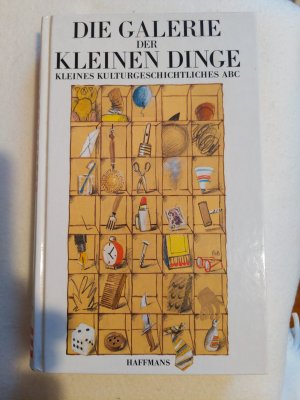 DIE GALERIE
DER
KLEINEN DINGE
KLEINES KULTURGESCHICHTLICHES ABC
HAFFMANS